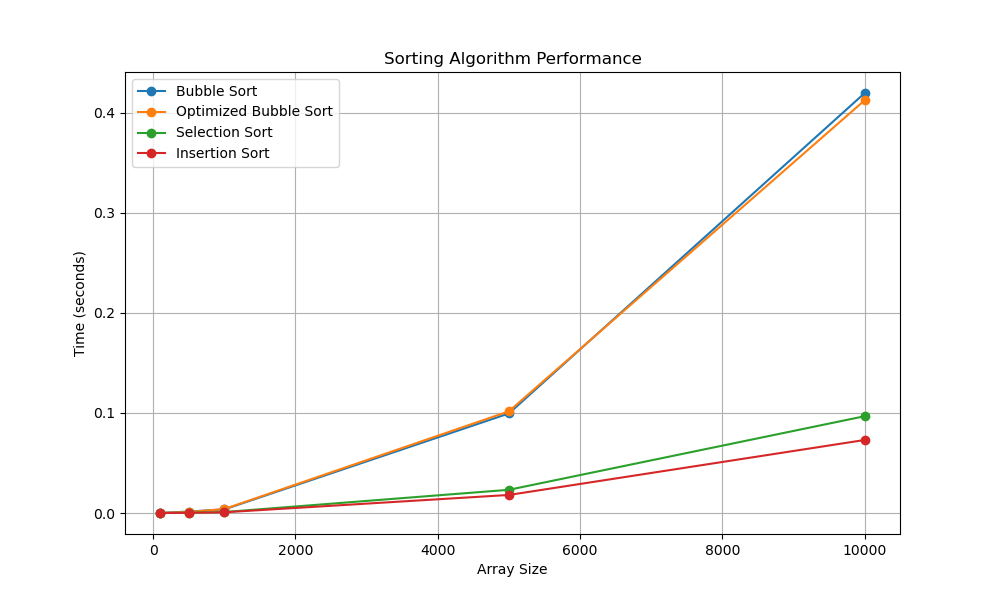 Sorting Algorithm Performance
Bubble Sort
Optimized Bubble Sort
Selection Sort
Insertion Sort
0.4
0.3
0.2
0.1
0.0
Time (seconds)
0 2000 4000 6000 8000 10000
Array Size